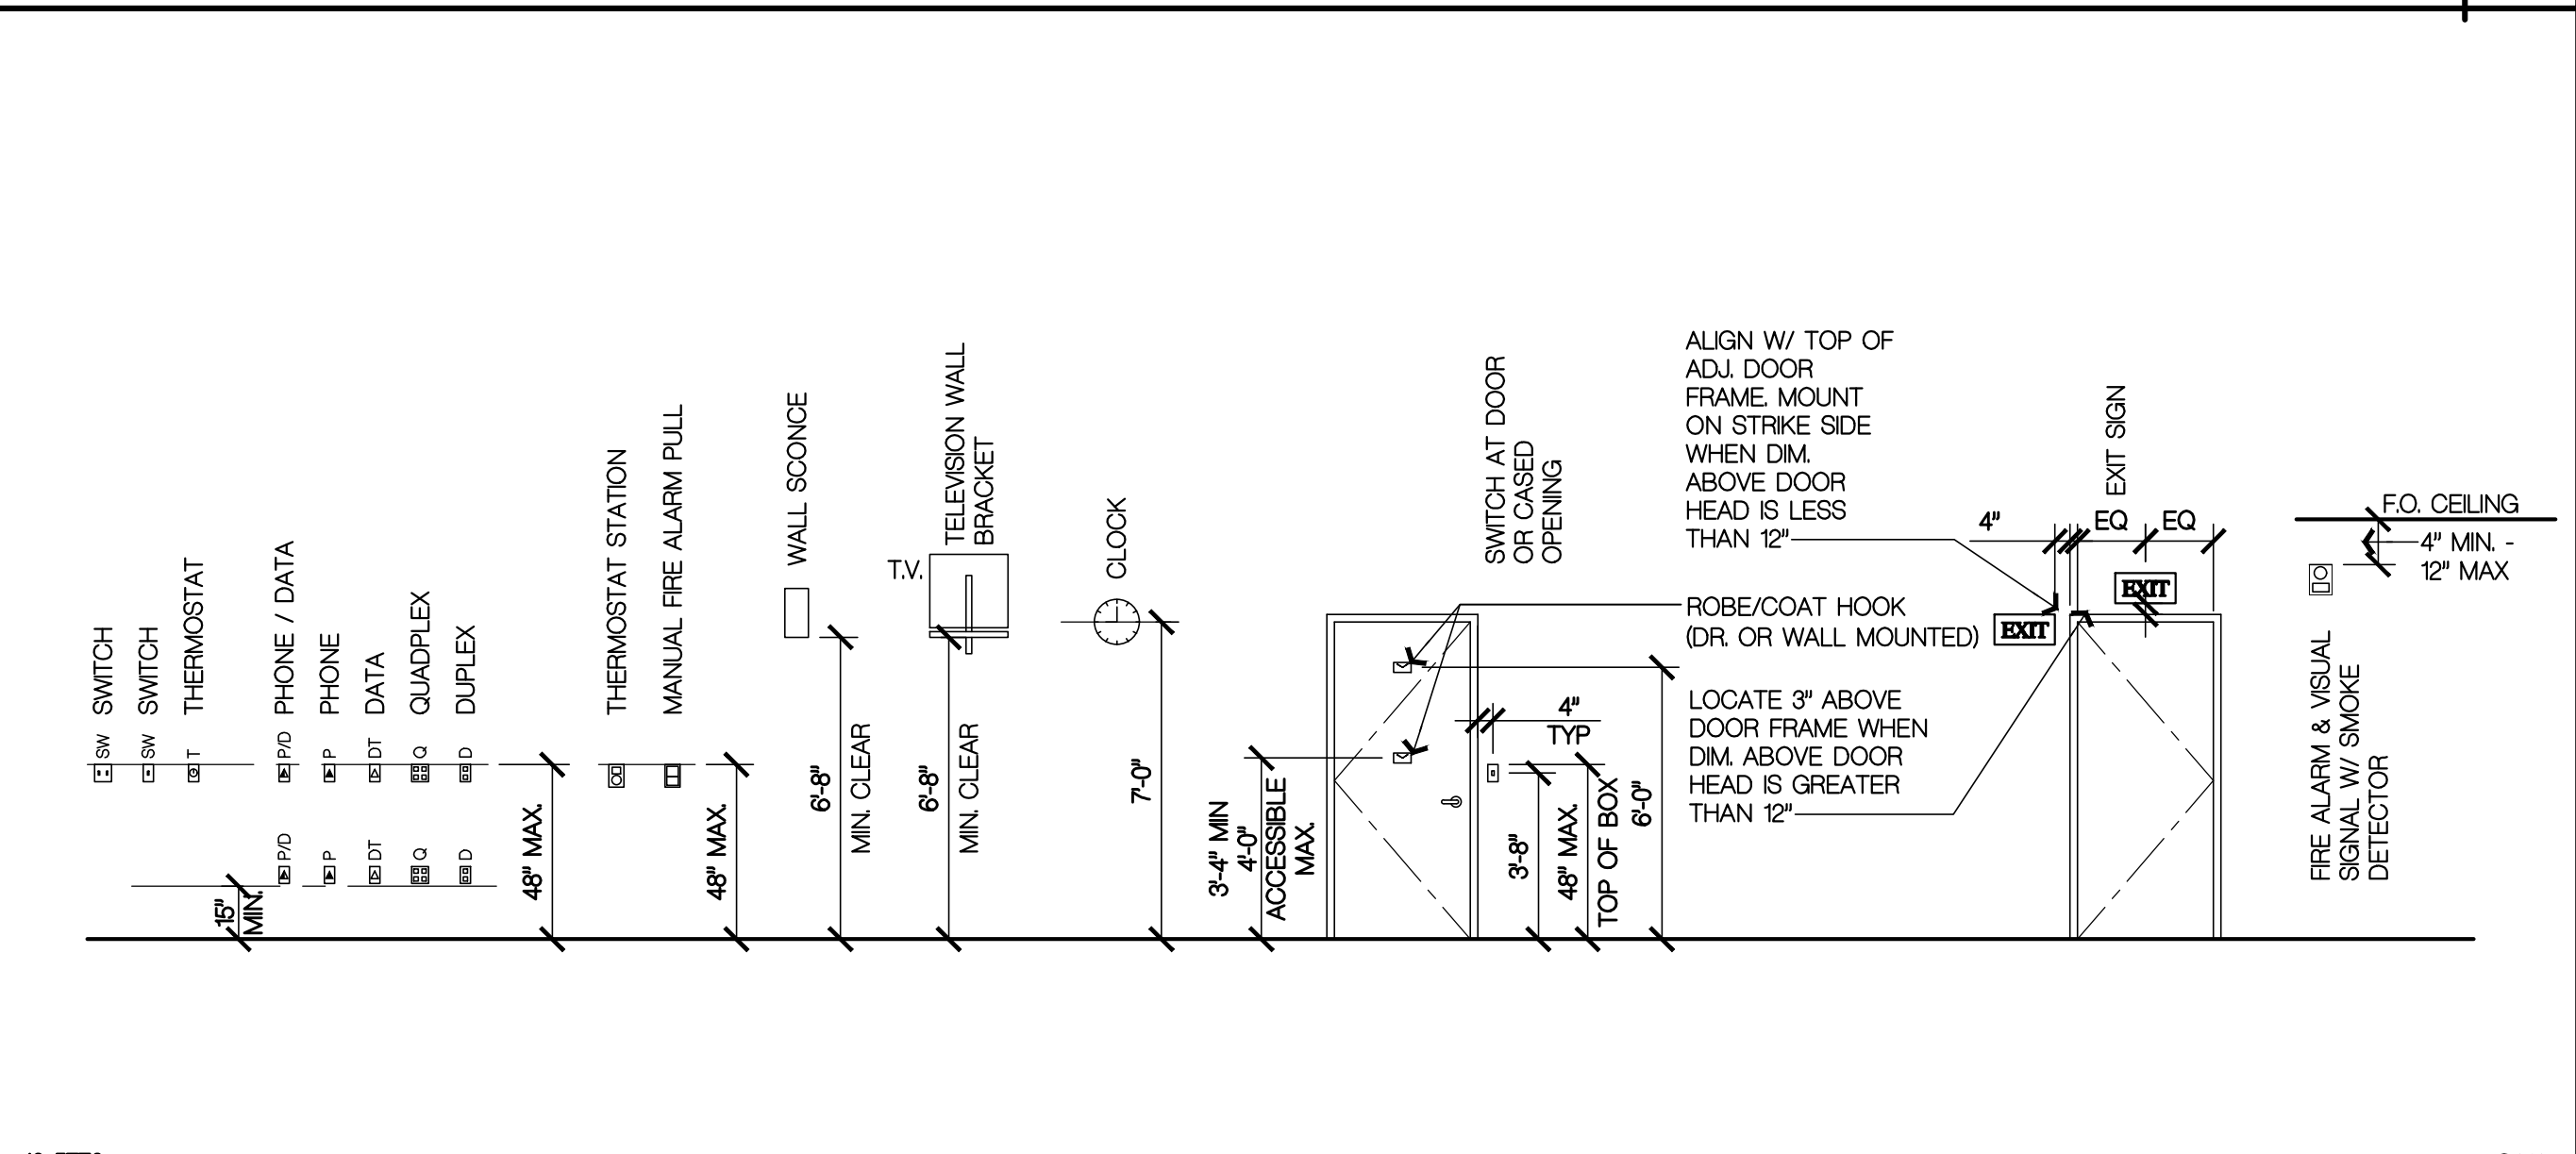 SWITCH
SW
SWITCH
SW
THERMOSTAT
T
PHONE / DATA
P/D
P/D
PHONE
P
P
DATA
DT
DT
QUADPLEX
Q
Q
DUPLEX
D
D
15"
MIN.
48" MAX.
THERMOSTAT STATION
MANUAL FIRE ALARM PULL
48" MAX.
WALL SCONCE
6'-8"
MIN. CLEAR
TELEVISION WALL
BRACKET
T.V.
6'-8"
MIN. CLEAR
CLOCK
7'-0"
3'-4" MIN
4'-0"
ACCESSIBLE
MAX.
SWITCH AT DOOR
OR CASED
OPENING
4"
TYP
3'-8"
48" MAX.
TOP OF BOX
6'-0"
ALIGN W/ TOP OF
ADJ. DOOR
FRAME. MOUNT
ON STRIKE SIDE
WHEN DIM.
ABOVE DOOR
HEAD IS LESS
THAN 12"
ROBE/COAT HOOK
(DR. OR WALL MOUNTED)
LOCATE 3" ABOVE
DOOR FRAME WHEN
DIM. ABOVE DOOR
HEAD IS GREATER
THAN 12"
EXIT SIGN
4"
EQ
EQ
EXIT
EXIT
F.O. CEILING
4" MIN. -
12" MAX
FIRE ALARM & VISUAL
SIGNAL W/ SMOKE
DETECTOR